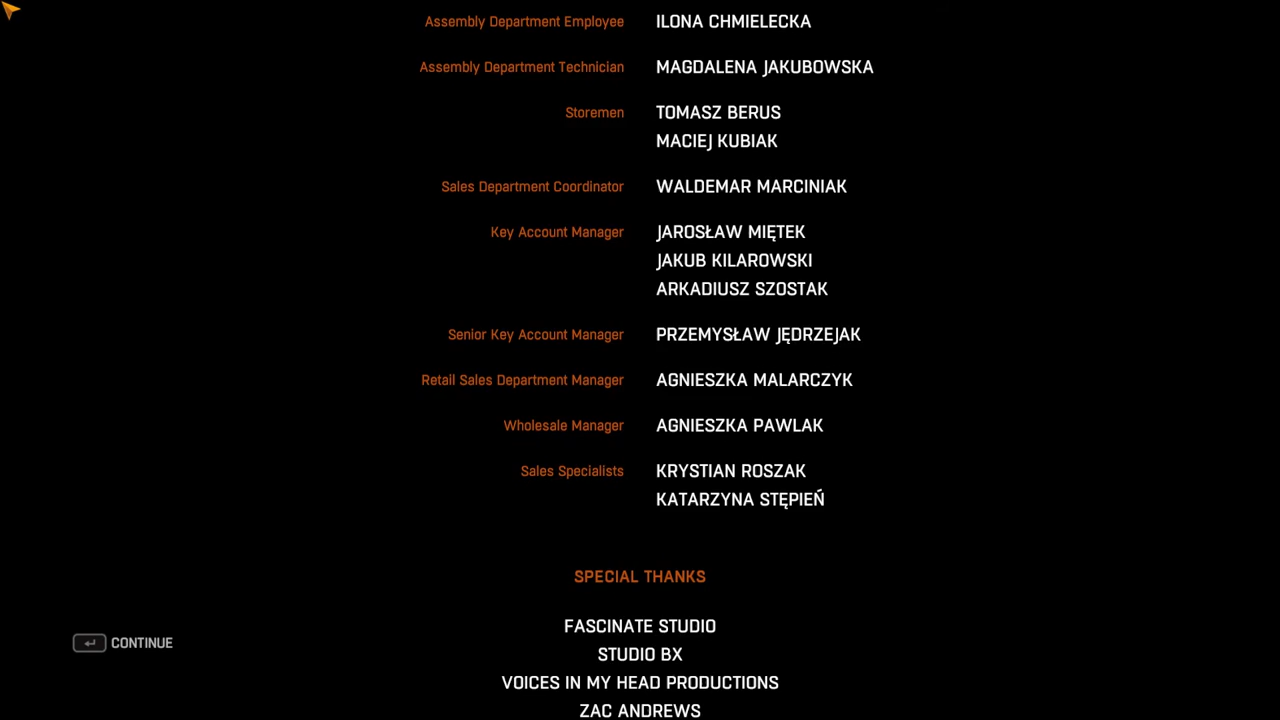 Assembly Department Employee ILONA CHMIELECKA
Assembly Department Technician MAGDALENA JAKUBOWSKA
Storemen TOMASZ BERUS
MACIEJ KUBIAK
Sales Department Coordinator WALDEMAR MARCINIAK
Key Account Manager JAROSŁAW MIĘTEK
JAKUB KILAROWSKI
ARKADIUSZ SZOSTAK
Senior Key Account Manager PRZEMYSŁAW JĘDRZEJAK
Retail Sales Department Manager AGNIESZKA MALARCZYK
Wholesale Manager AGNIESZKA PAWLAK
Sales Specialists KRYSTIAN ROSZAK
KATARZYNA STĘPIEŃ
SPECIAL THANKS
FASCINATE STUDIO
CONTINUE
STUDIO BX
VOICES IN MY HEAD PRODUCTIONS
ZAC ANDREWS